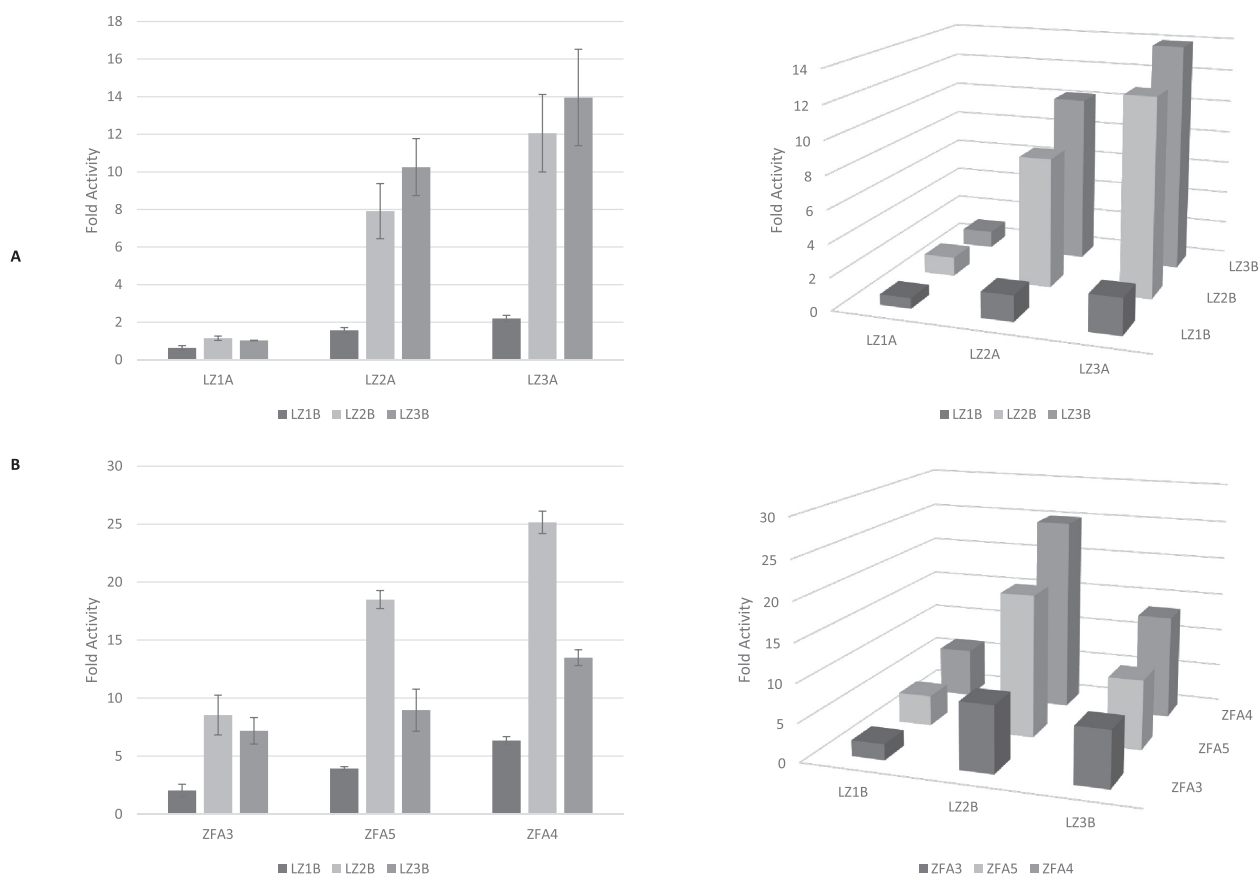 A
Fold Activity
18
16
14
12
10
8
6
4
2
0
LZ1A LZ2A LZ3A
LZ1B LZ2B LZ3B
Fold Activity
14
12
10
8
6
4
2
0
LZ1A
LZ2A
LZ3A
LZ3B
LZ2B
LZ1B
LZ1B LZ2B LZ3B
B
Fold Activity
30
25
20
15
10
5
0
ZFA3 ZFA5 ZFA4
LZ1B LZ2B LZ3B
Fold Activity
30
25
20
15
10
5
0
LZ1B
LZ2B
LZ3B
ZFA4
ZFA5
ZFA3
ZFA3 ZFA5 ZFA4